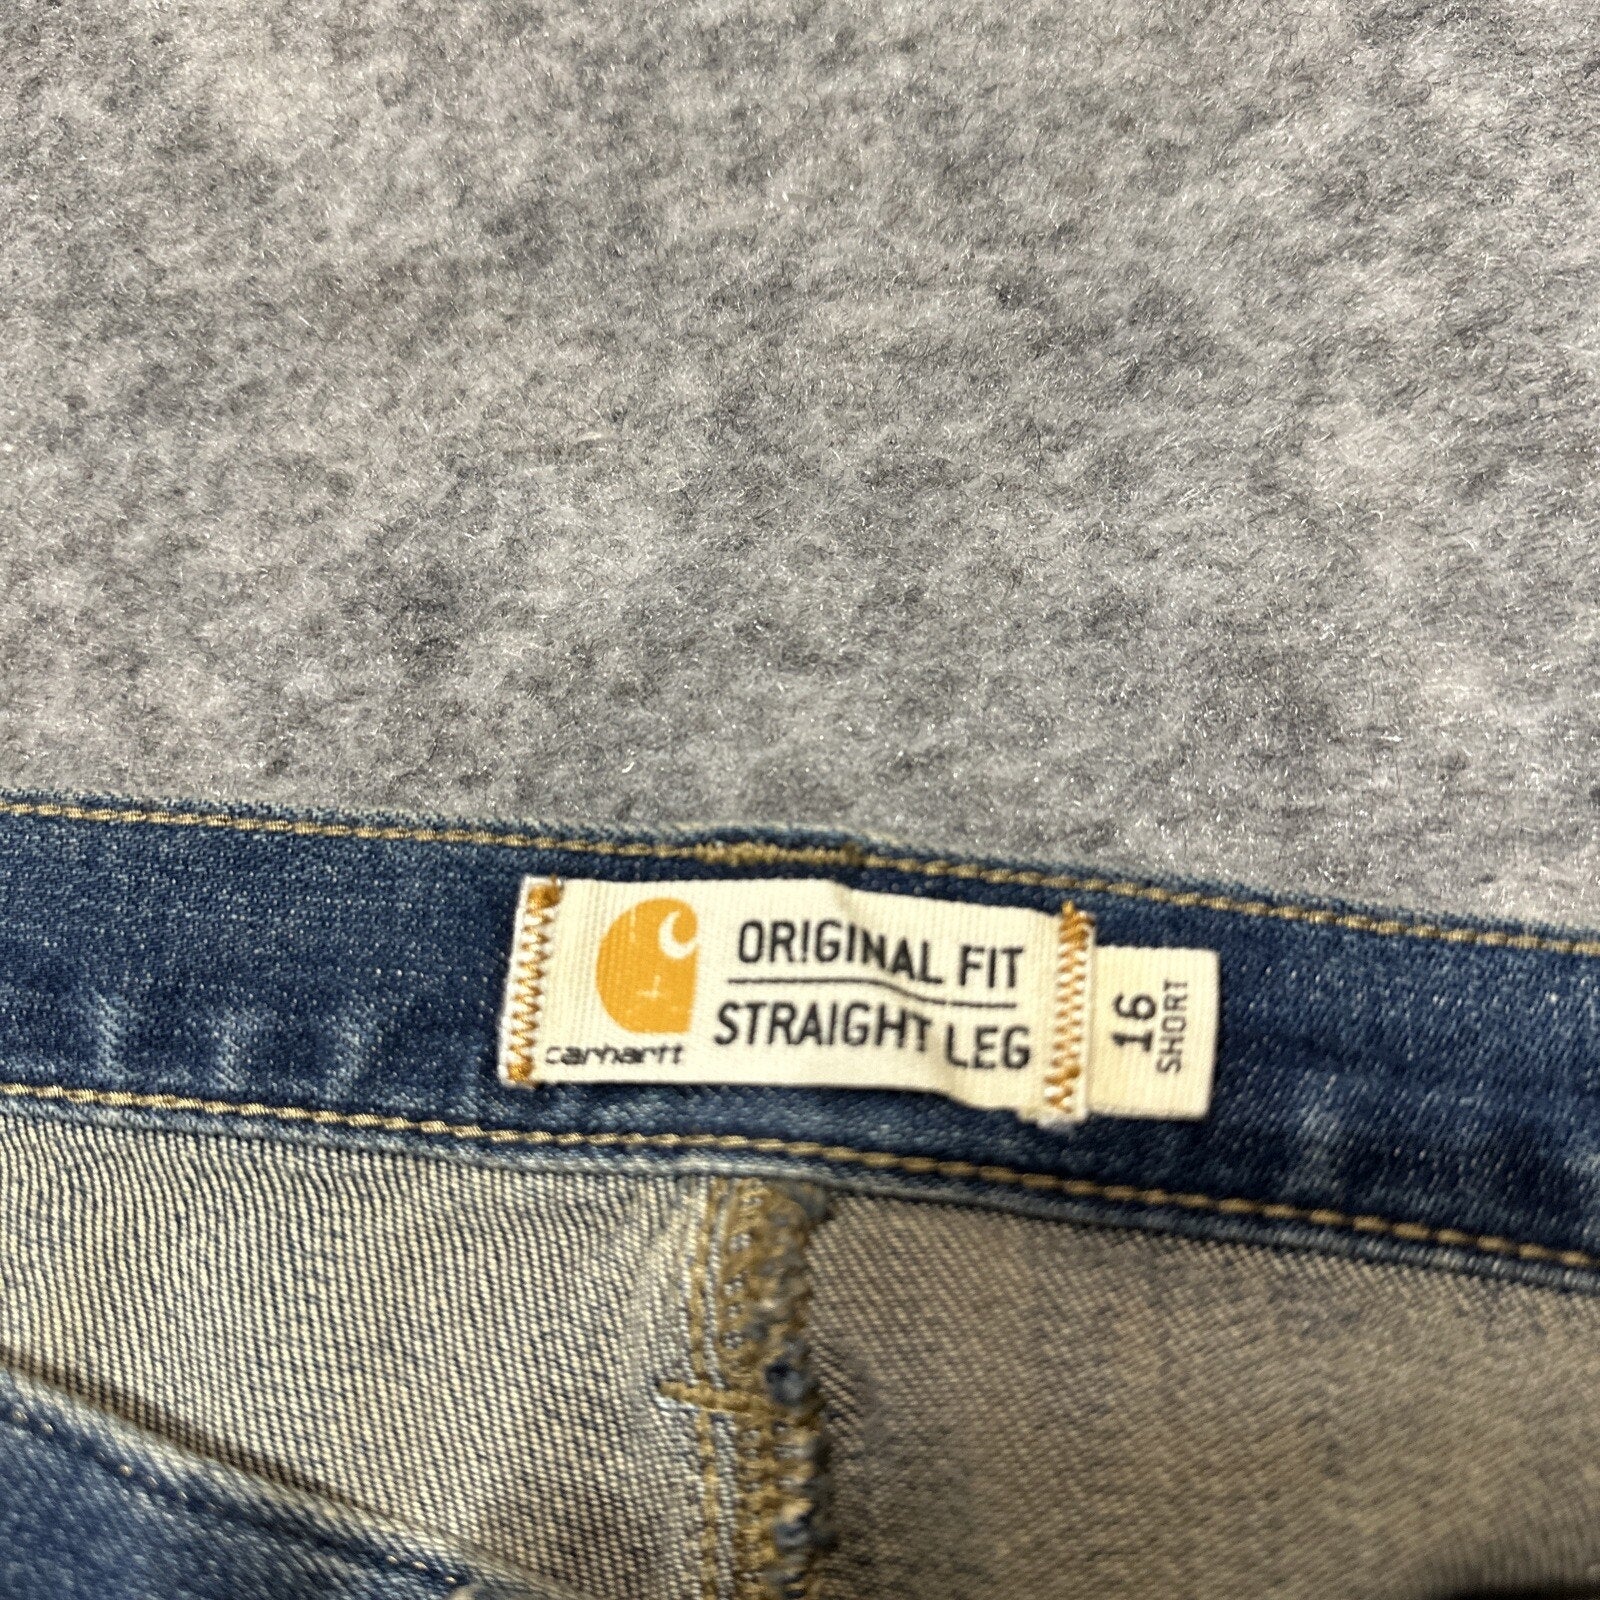 ORIGINAL FIT
STRAIGHT LEG
carhartt
16
SHORT